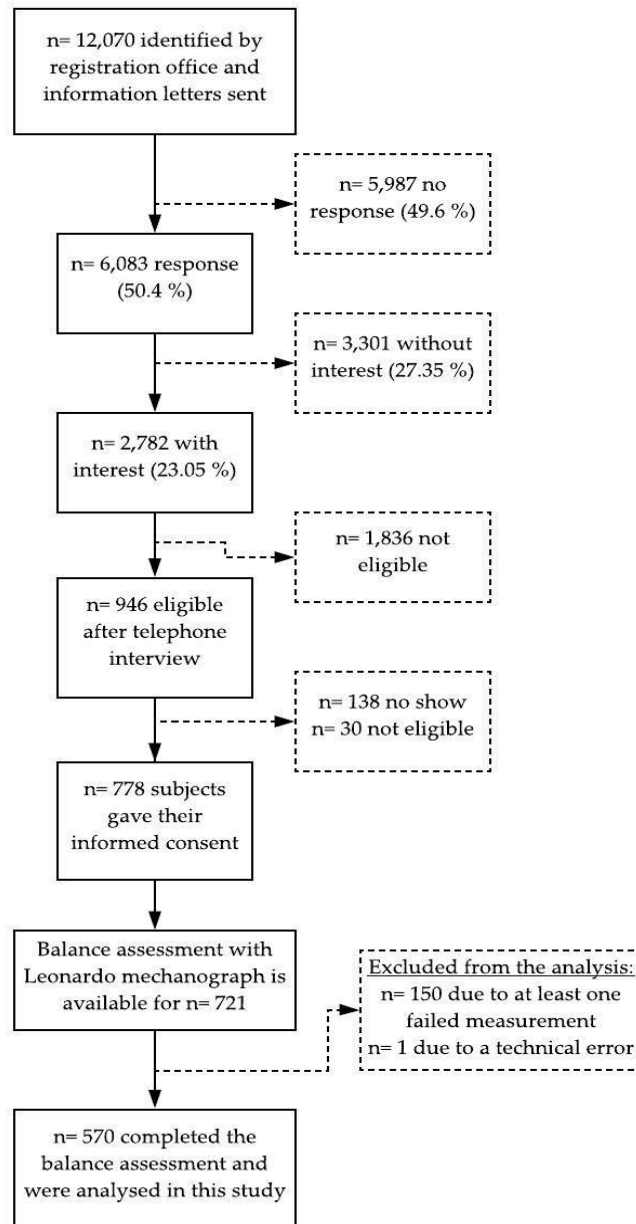 n= 12,070 identified by
registration office and
information letters sent
n= 5,987 no
response (49.6 %)
n= 6,083 response
(50.4 %)
n= 3,301 without
interest (27.35 %)
n= 2,782 with
interest (23.05 %)
n= 1,836 not
eligible
n= 946 eligible
after telephone
interview
n= 138 no show
n= 30 not eligible
n= 778 subjects
gave their
informed consent
Balance assessment with
Leonardo mechanograph is
available for n= 721
Excluded from the analysis:
n= 150 due to at least one
failed measurement
n= 1 due to a technical error
n= 570 completed the
balance assessment and
were analysed in this study